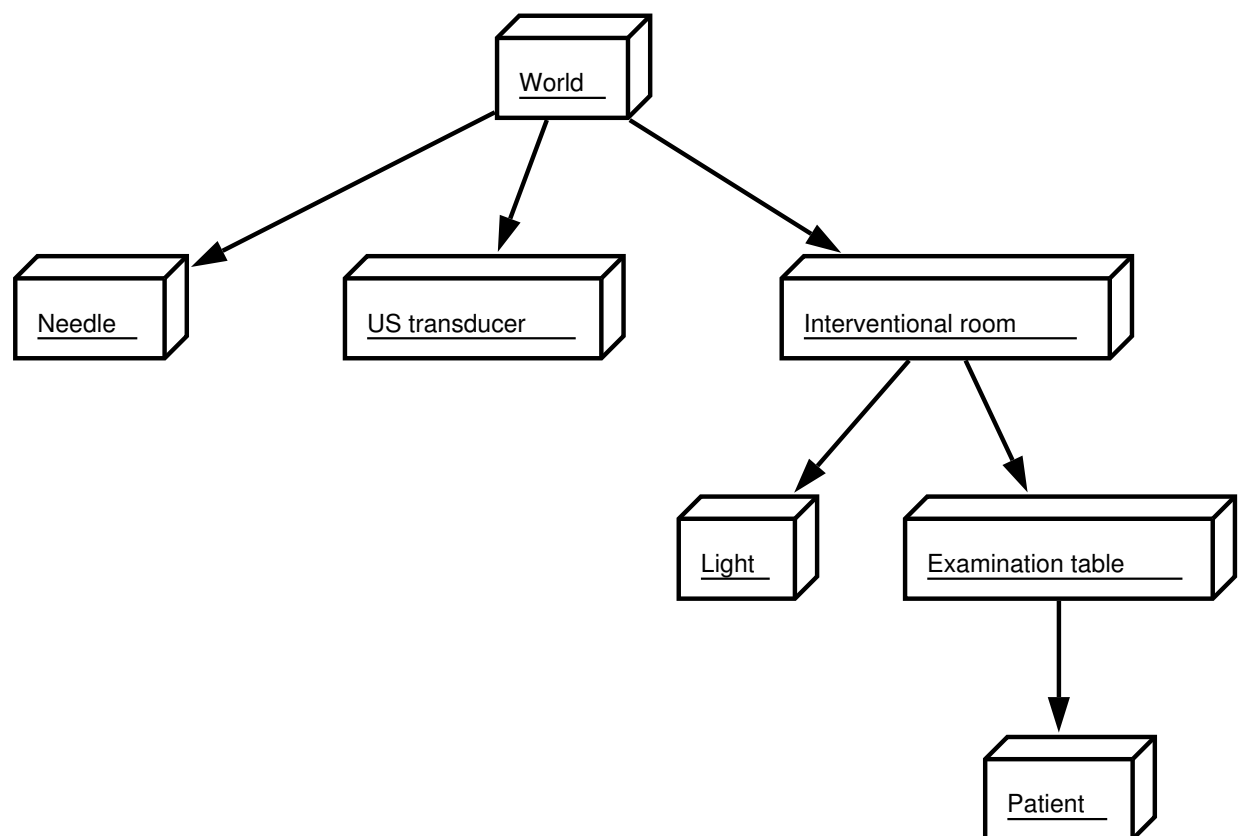 World
Needle
US transducer
Interventional room
Light
Examination table
Patient